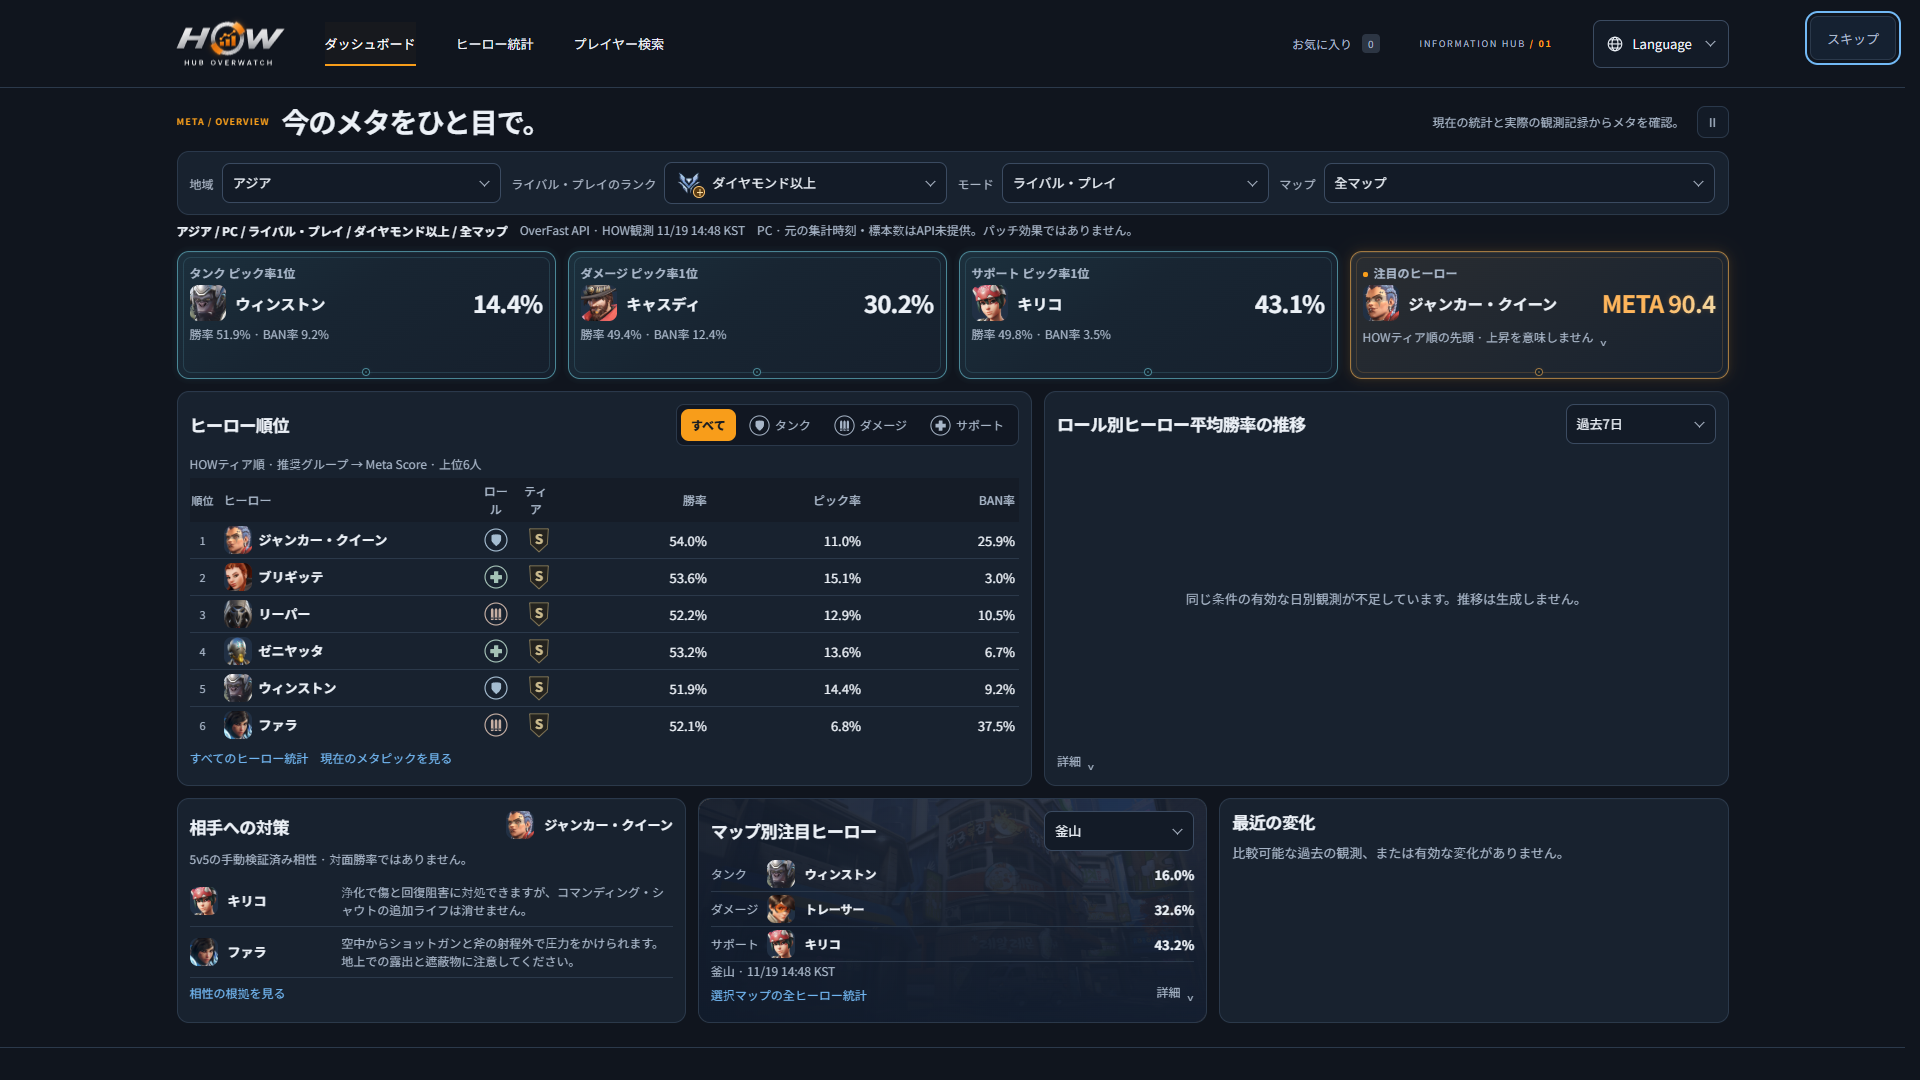 HOW
HUB OVERWATCH
ダッシュボード
ヒーロー統計
プレイヤー検索
お気に入り 0
INFORMATION HUB / 01
Language
スキップ
META / OVERVIEW
今のメタをひと目で。
現在の統計と実際の観測記録からメタを確認。
地域
アジア
ライバル・プレイのランク
ダイヤモンド以上
モード
ライバル・プレイ
マップ
全マップ
アジア / PC / ライバル・プレイ / ダイヤモンド以上 / 全マップ
OverFast API · HOW観測 11/19 14:48 KST
PC · 元の集計時刻・標本数はAPI未提供。パッチ効果ではありません。
タンク ピック率1位
ウィンストン
14.4%
勝率 51.9% · BAN率 9.2%
ダメージ ピック率1位
キャスディ
30.2%
勝率 49.4% · BAN率 12.4%
サポート ピック率1位
キリコ
43.1%
勝率 49.8% · BAN率 3.5%
注目のヒーロー
ジャンカー・クイーン
META 90.4
HOWティア順の先頭・上昇を意味しません
ヒーロー順位
すべて
タンク
ダメージ
サポート
HOWティア順 · 推奨グループ → Meta Score · 上位6人
順位 ヒーロー ロール ティア 勝率 ピック率 BAN率
1 ジャンカー・クイーン S 54.0% 11.0% 25.9%
2 ブリギッテ S 53.6% 15.1% 3.0%
3 リーパー S 52.2% 12.9% 10.5%
4 ゼニヤッタ S 53.2% 13.6% 6.7%
5 ウィンストン S 51.9% 14.4% 9.2%
6 ファラ S 52.1% 6.8% 37.5%
すべてのヒーロー統計
現在のメタピックを見る
ロール別ヒーロー平均勝率の推移
過去7日
同じ条件の有効な日別観測が不足しています。推移は生成しません。
詳細
相手への対策
ジャンカー・クイーン
5v5の手動検証済み相性 · 対面勝率ではありません。
キリコ
浄化で傷と回復阻害に対処できますが、コマンディング・シ
ャウトの追加ライフは消せません。
ファラ
空中からショットガンと斧の射程外で圧力をかけられます。
地上での露出と遮蔽物に注意してください。
相性の根拠を見る
マップ別注目ヒーロー
釜山
タンク ウィンストン 16.0%
ダメージ トレーサー 32.6%
サポート キリコ 43.2%
釜山 · 11/19 14:48 KST
選択マップの全ヒーロー統計
詳細
最近の変化
比較可能な過去の観測、または有効な変化がありません。